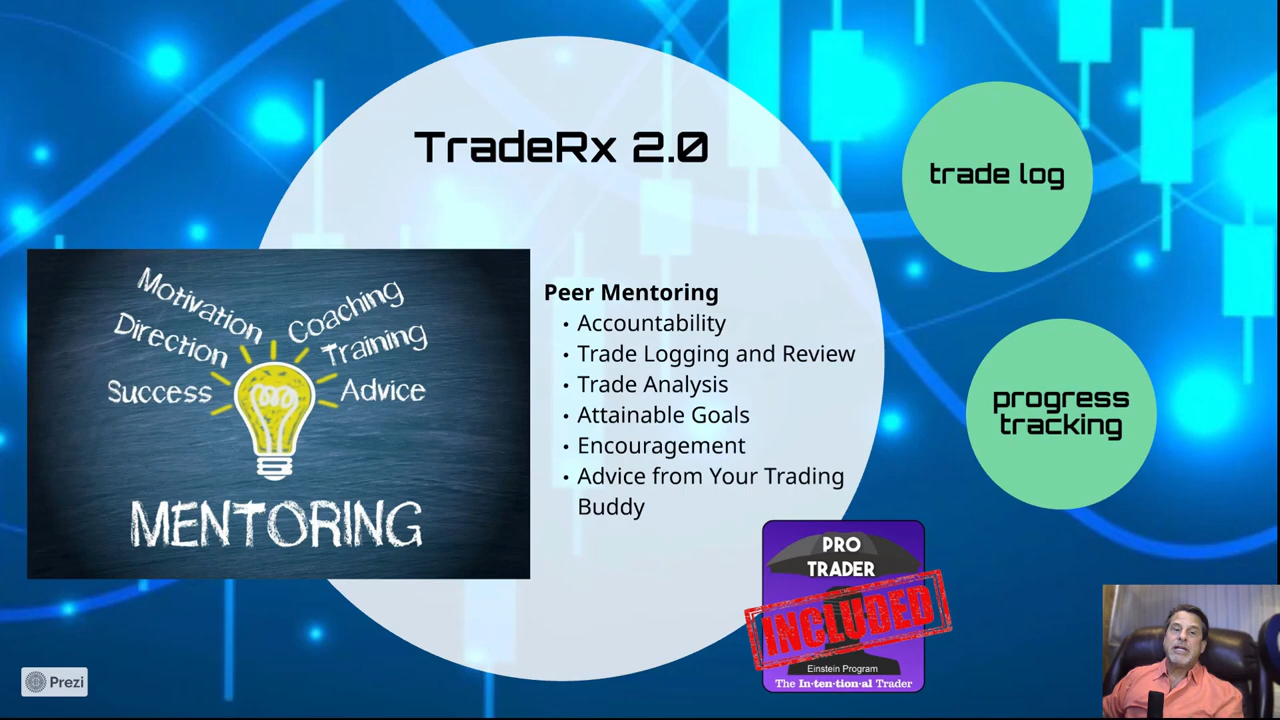 TradeRx 2.0
trade log
Motivation
Coaching
Direction
Training
Success
Advice
MENTORING
Peer Mentoring
• Accountability
• Trade Logging and Review
• Trade Analysis
• Attainable Goals
• Encouragement
• Advice from Your Trading
Buddy
progress
tracking
PRO
TRADER
INCLUDED
Einstein Program
The In·ten·tion·al Trader
Prezi